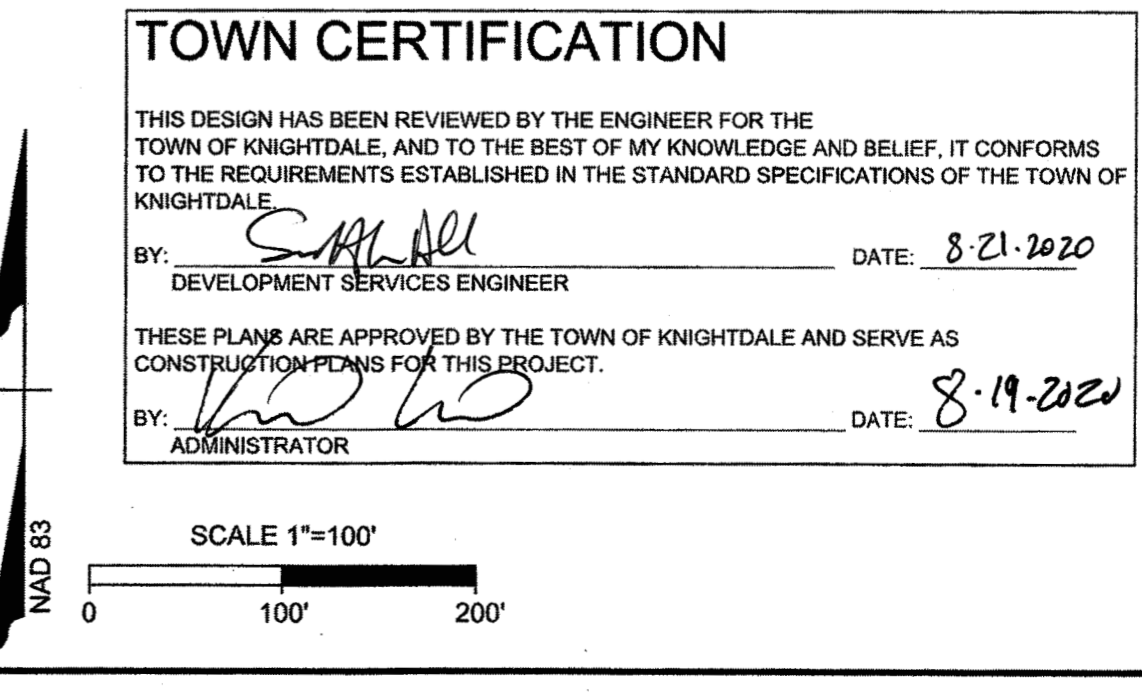 TOWN CERTIFICATION
THIS DESIGN HAS BEEN REVIEWED BY THE ENGINEER FOR THE
TOWN OF KNIGHTDALE, AND TO THE BEST OF MY KNOWLEDGE AND BELIEF, IT CONFORMS
TO THE REQUIREMENTS ESTABLISHED IN THE STANDARD SPECIFICATIONS OF THE TOWN OF
KNIGHTDALE.
BY: DATE: 8.21.2020
DEVELOPMENT SERVICES ENGINEER
THESE PLANS ARE APPROVED BY THE TOWN OF KNIGHTDALE AND SERVE AS
CONSTRUCTION PLANS FOR THIS PROJECT.
BY: DATE: 8.19-2020
ADMINISTRATOR
NAD 83
SCALE 1"=100'
0 100' 200'